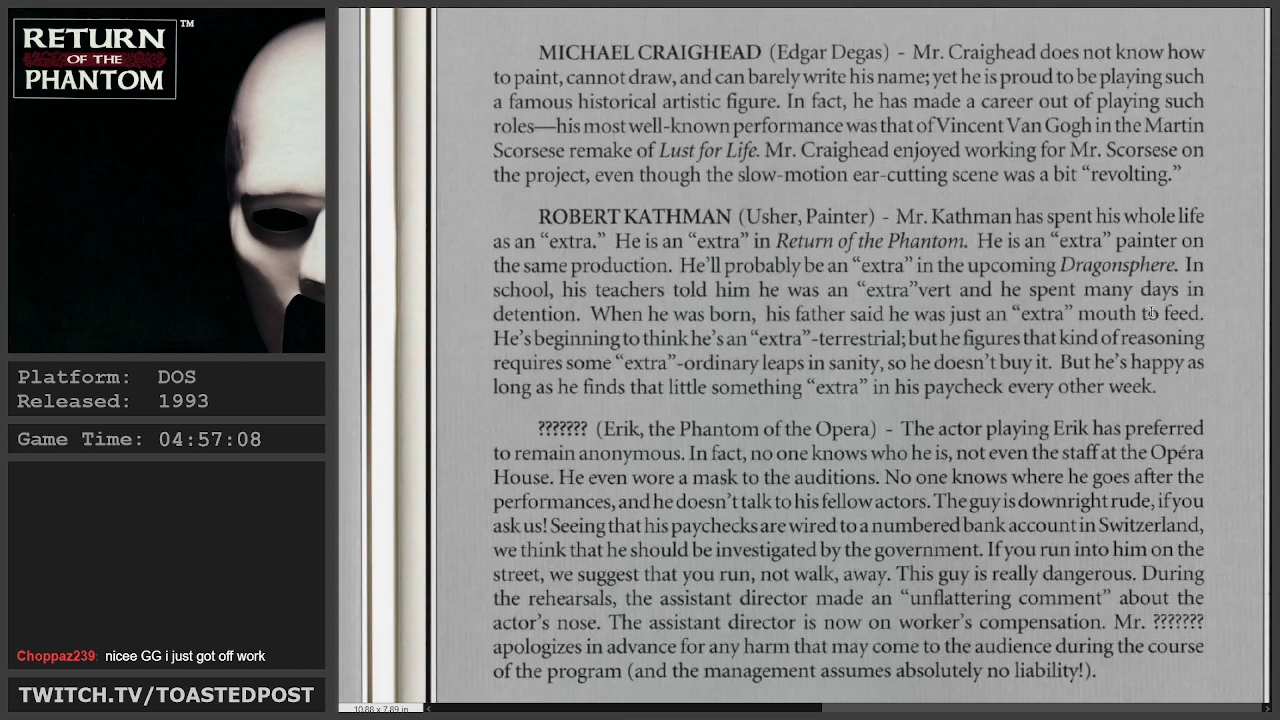 RETURN
OF THE
PHANTOM
TM
Platform: DOS
Released: 1993
Game Time: 04:57:08
Choppaz239: nicee GG i just got off work
TWITCH.TV/TOASTEDPOST
MICHAEL CRAIGHEAD (Edgar Degas) - Mr. Craighead does not know how
to paint, cannot draw, and can barely write his name; yet he is proud to be playing such
a famous historical artistic figure. In fact, he has made a career out of playing such
roles—his most well-known performance was that of Vincent Van Gogh in the Martin
Scorsese remake of Lust for Life. Mr. Craighead enjoyed working for Mr. Scorsese on
the project, even though the slow-motion ear-cutting scene was a bit “revolting.”
ROBERT KATHMAN (Usher, Painter) - Mr. Kathman has spent his whole life
as an “extra.” He is an “extra” in Return of the Phantom. He is an “extra” painter on
the same production. He’ll probably be an “extra” in the upcoming Dragonsphere. In
school, his teachers told him he was an “extra”vert and he spent many days in
detention. When he was born, his father said he was just an “extra” mouth to feed.
He’s beginning to think he’s an “extra”-terrestrial; but he figures that kind of reasoning
requires some “extra”-ordinary leaps in sanity, so he doesn’t buy it. But he’s happy as
long as he finds that little something “extra” in his paycheck every other week.
??????? (Erik, the Phantom of the Opera) - The actor playing Erik has preferred
to remain anonymous. In fact, no one knows who he is, not even the staff at the Opéra
House. He even wore a mask to the auditions. No one knows where he goes after the
performances, and he doesn’t talk to his fellow actors. The guy is downright rude, if you
ask us! Seeing that his paychecks are wired to a numbered bank account in Switzerland,
we think that he should be investigated by the government. If you run into him on the
street, we suggest that you run, not walk, away. This guy is really dangerous. During
the rehearsals, the assistant director made an “unflattering comment” about the
actor’s nose. The assistant director is now on worker’s compensation. Mr. ???????
apologizes in advance for any harm that may come to the audience during the course
of the program (and the management assumes absolutely no liability!).
10.88 x 7.89 in